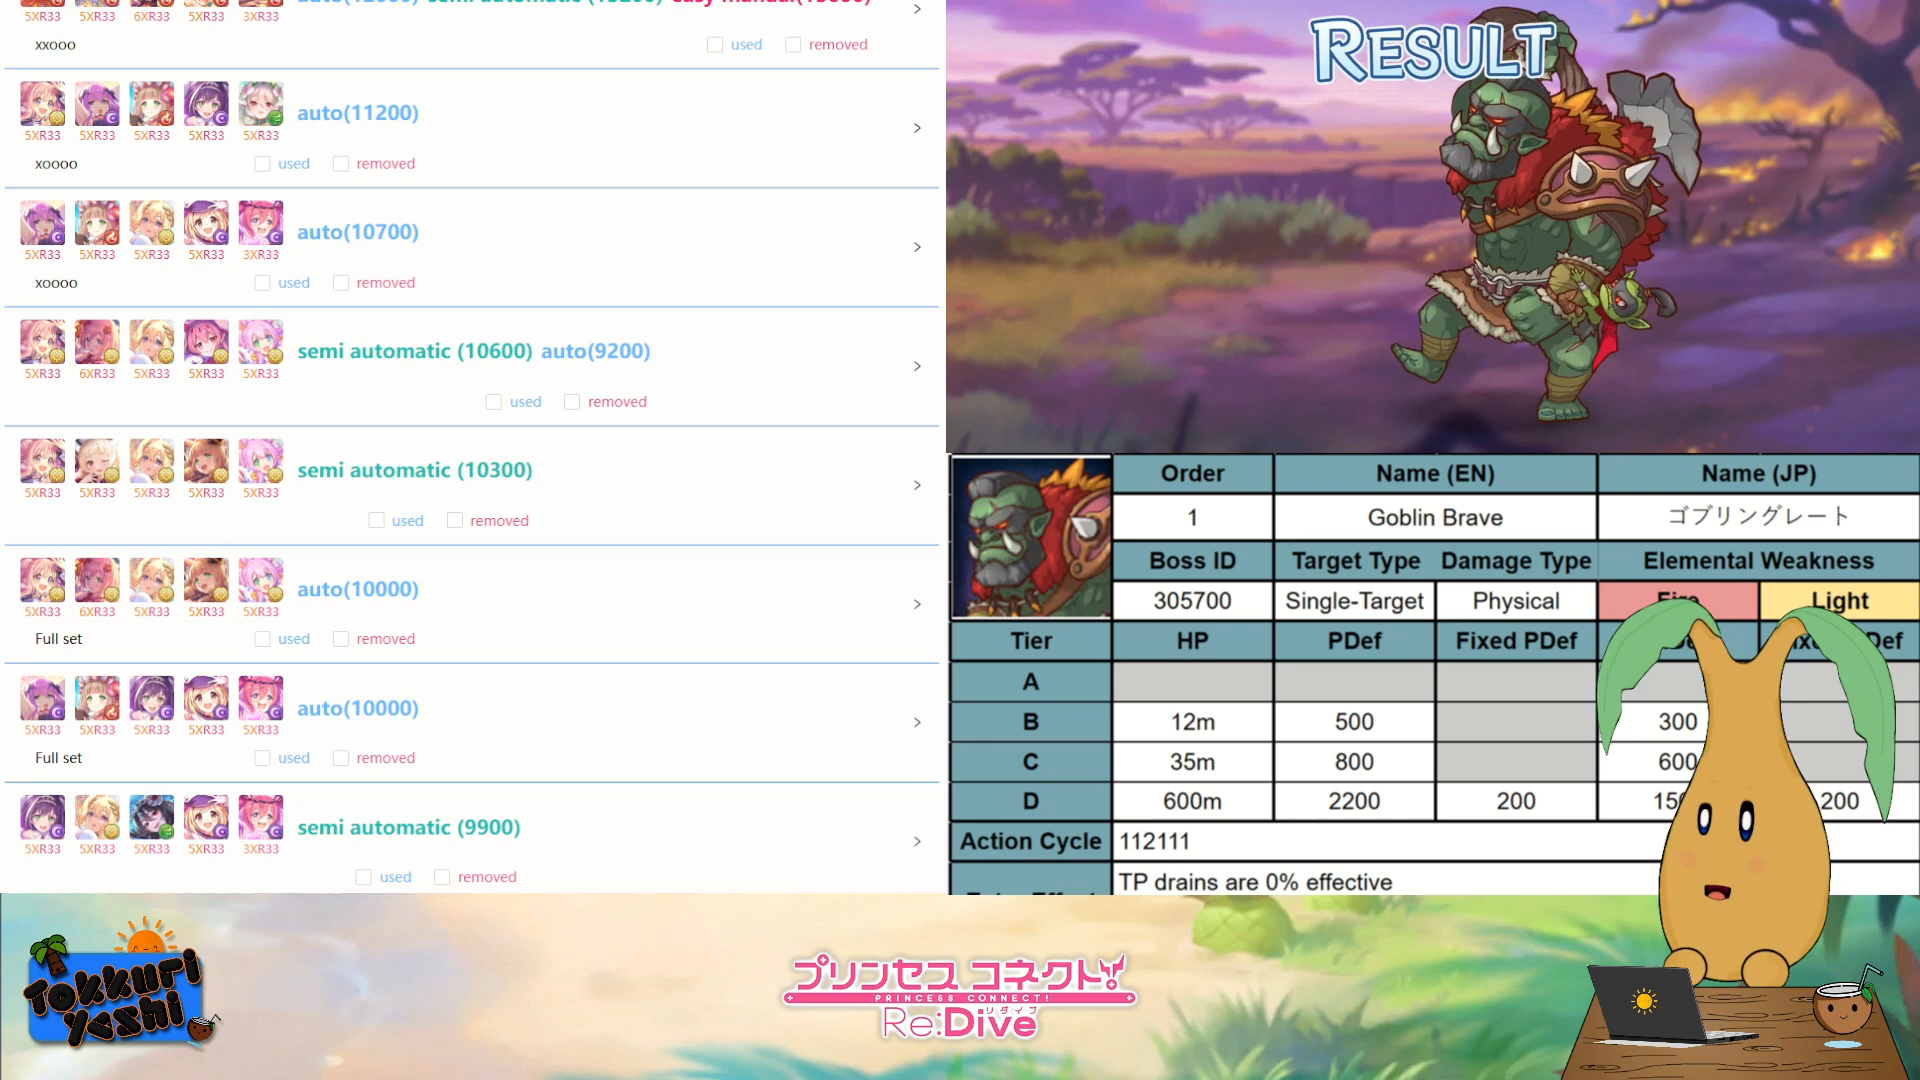 5XR33 5XR33 6XR33 5XR33 3XR33
xxooo
used removed
auto(11200)
5XR33 5XR33 5XR33 5XR33 5XR33
xoooo
used removed
auto(10700)
5XR33 5XR33 5XR33 5XR33 3XR33
xoooo
used removed
semi automatic (10600) auto(9200)
5XR33 6XR33 5XR33 5XR33 5XR33
used removed
semi automatic (10300)
5XR33 5XR33 5XR33 5XR33 5XR33
used removed
auto(10000)
5XR33 6XR33 5XR33 5XR33 5XR33
Full set
used removed
auto(10000)
5XR33 5XR33 5XR33 5XR33 3XR33
Full set
used removed
semi automatic (9900)
5XR33 5XR33 5XR33 5XR33 3XR33
used removed
RESULT
Order Name (EN) Name (JP)
1 Goblin Brave ゴブリングレート
Boss ID Target Type Damage Type Elemental Weakness
305700 Single-Target Physical Fire Light
Tier HP PDef Fixed PDef
A
B 12m 500 300
C 35m 800 600
D 600m 2200 200 200
Action Cycle 112111
TP drains are 0% effective
Tokkuri
Yashi
プリンセスコネクト!
PRINCESS CONNECT!
リダイブ
Re:Dive